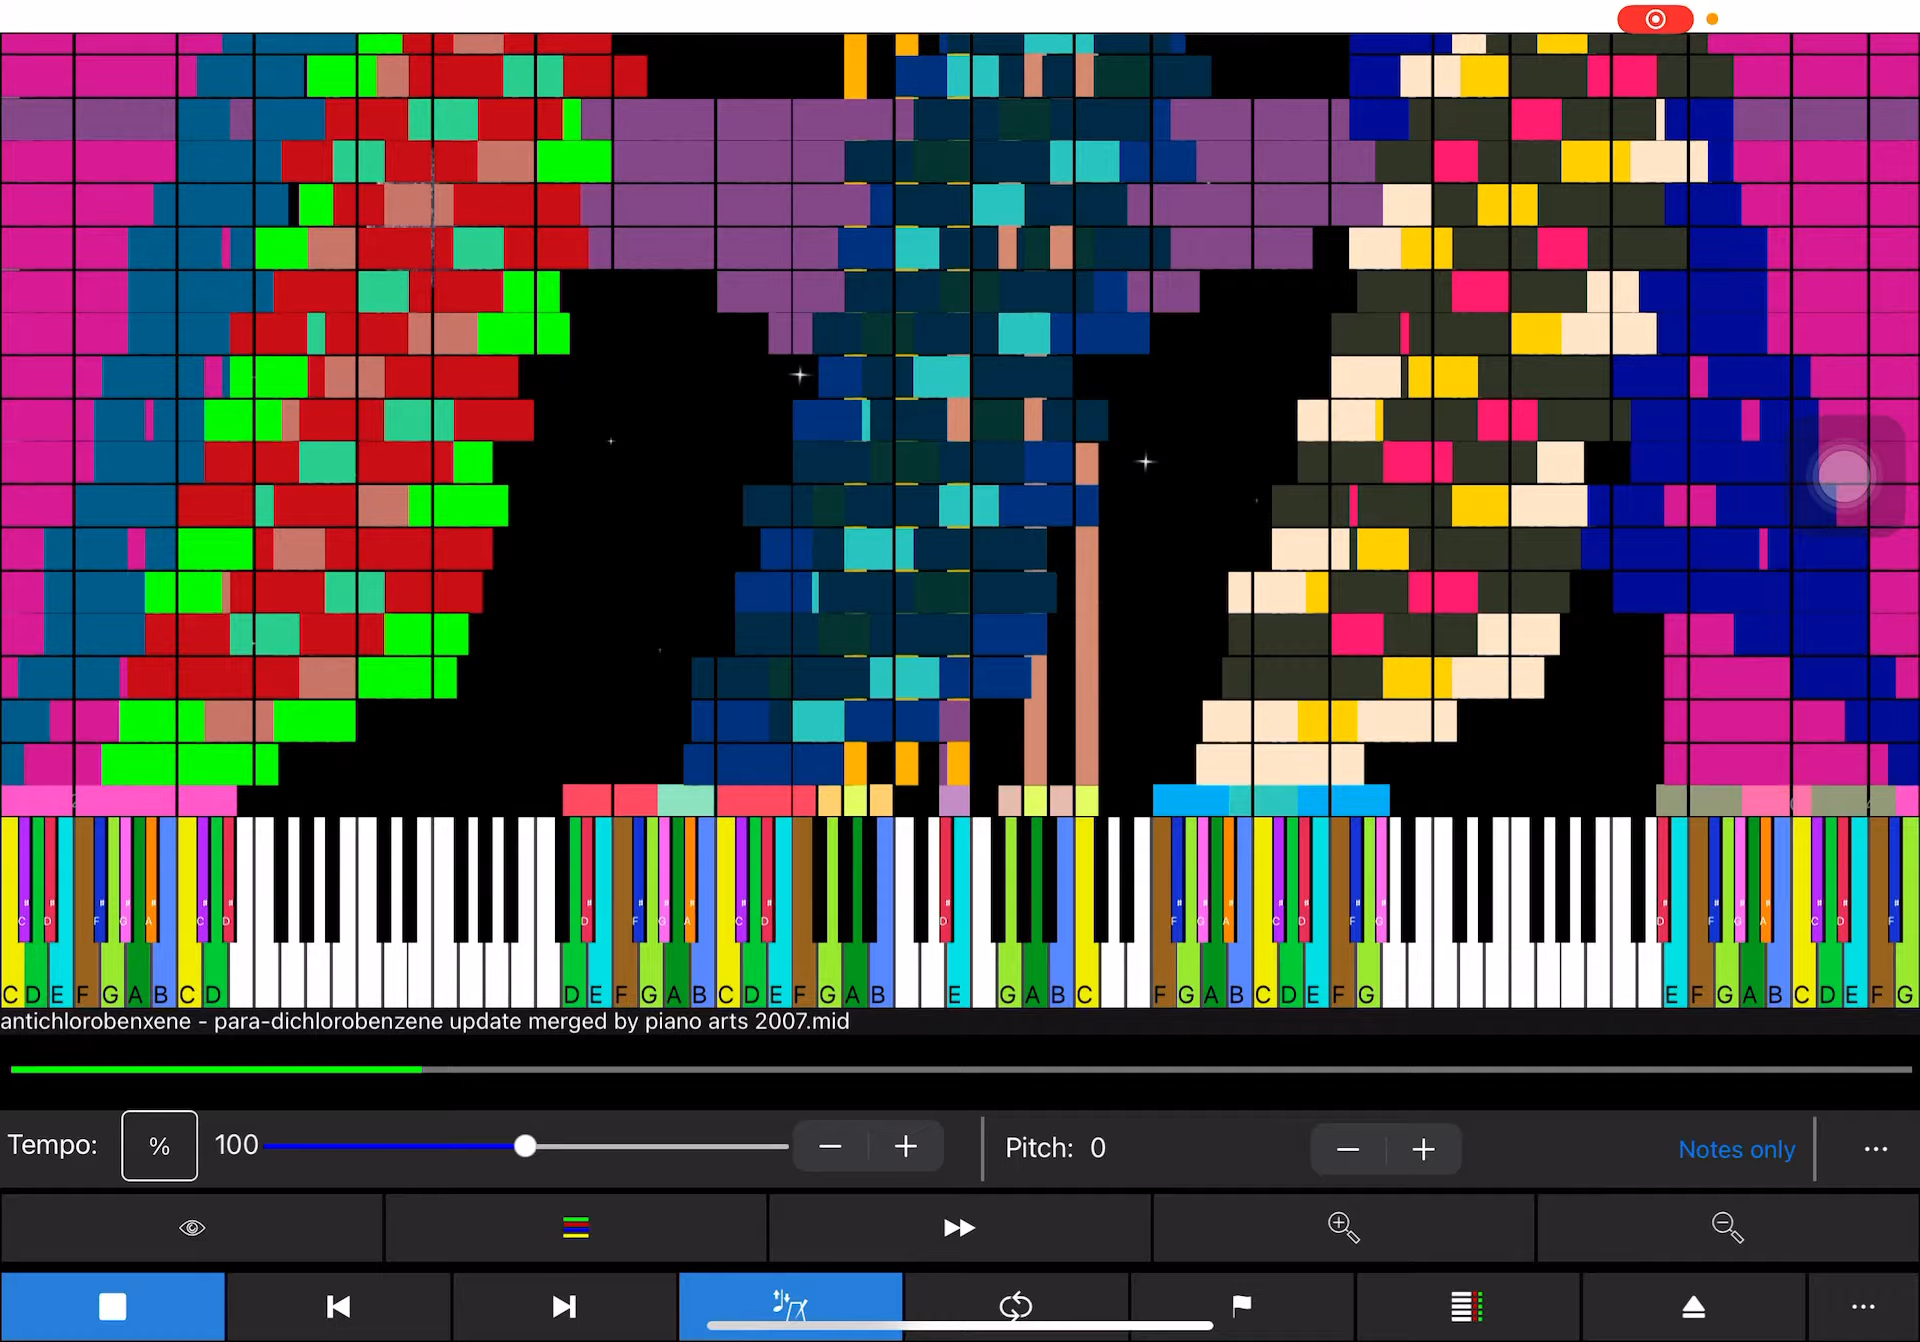 C D F G A C D D F G A C D D F G A C D F G D F G A C D F
C D E F G A B C D D E F G A B C D E F G A B E G A B C F G A B C D E F G E F G A B C D E F G
antichlorobenxene - para-dichlorobenzene update merged by piano arts 2007.mid
Tempo: % 100 Pitch: 0 Notes only